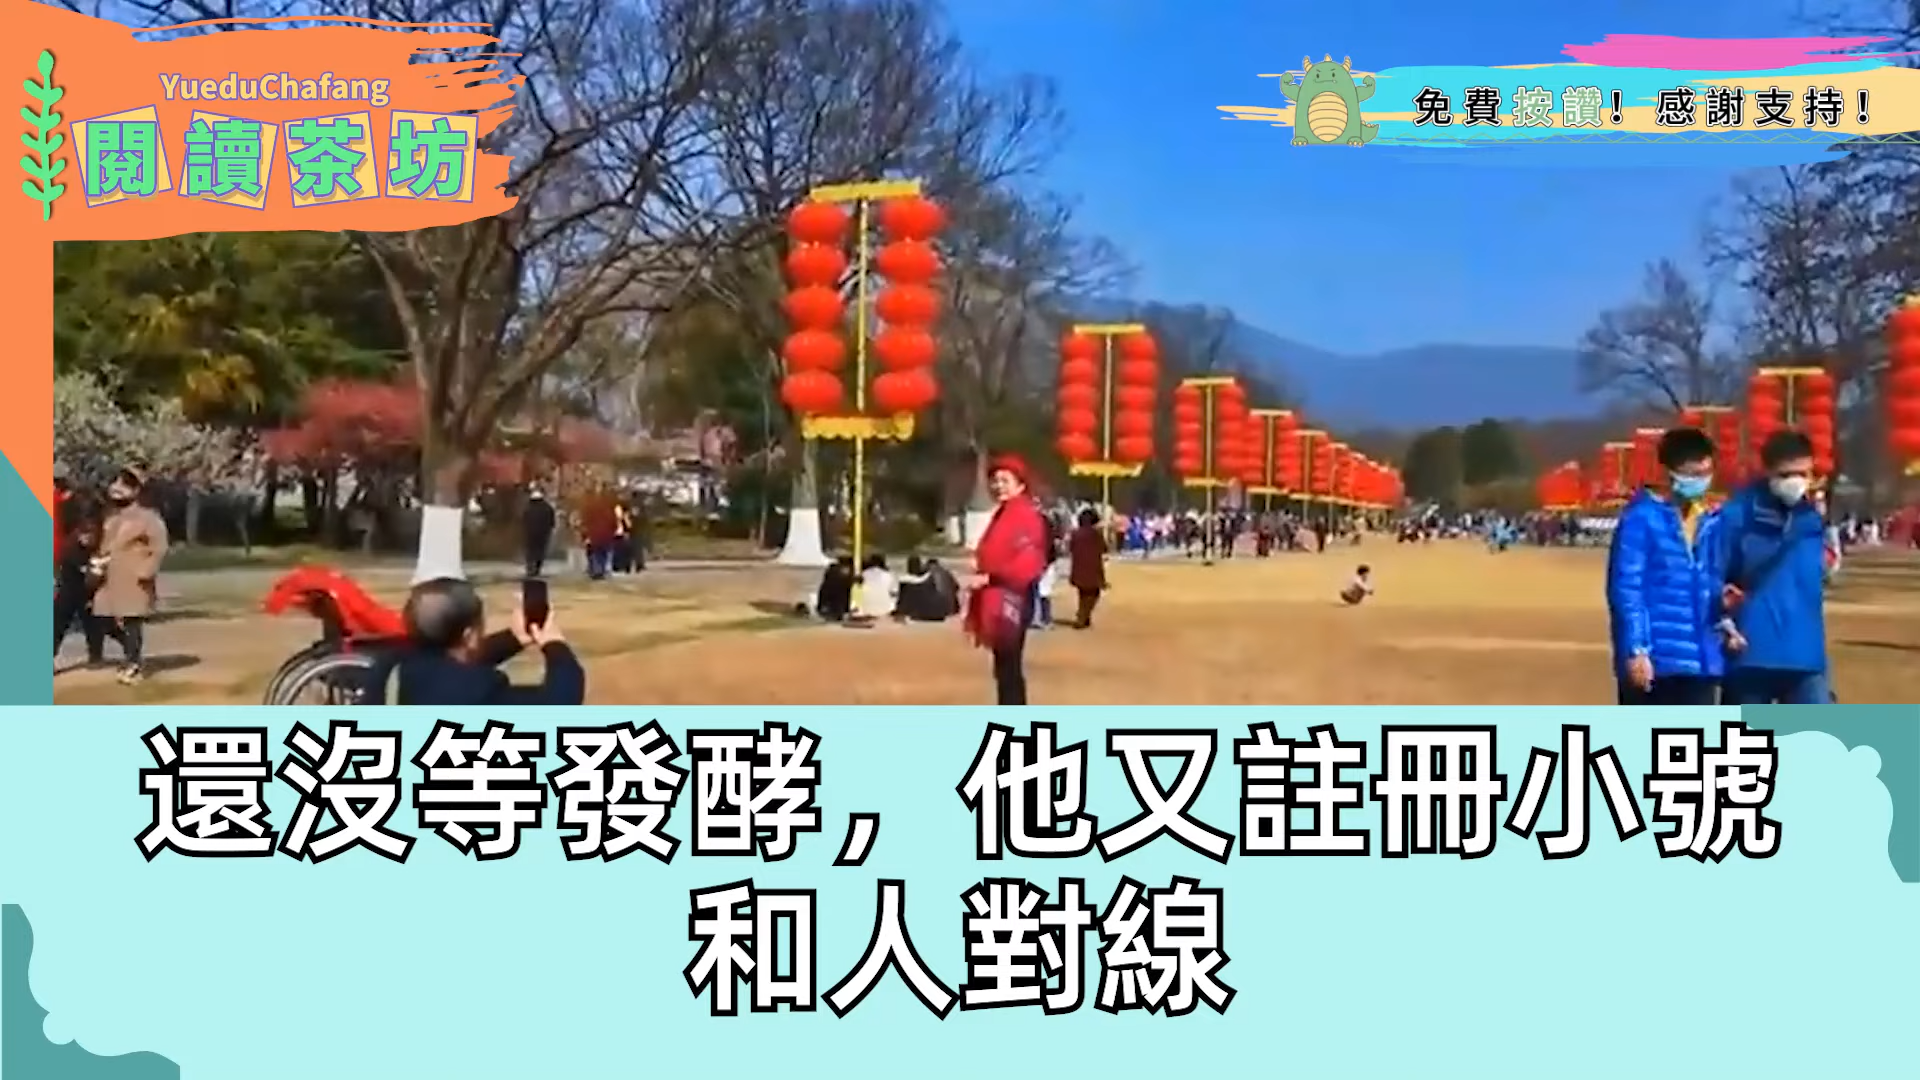 YueduChafang
閱讀茶坊
免費按讚！感謝支持！
還沒等發酵，他又註冊小號
和人對線